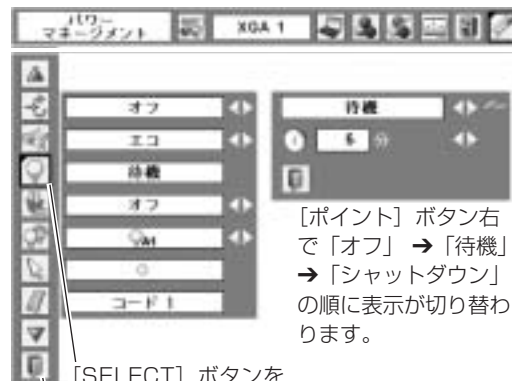 パワー
マネージメント
XGA 1
オフ
エコ
待機
オフ
コード 1
待機
6 分
［ポイント］ボタン右
で「オフ」 ➔「待機」
➔「シャットダウン」
の順に表示が切り替わ
ります。
［SELECT］ボタンを